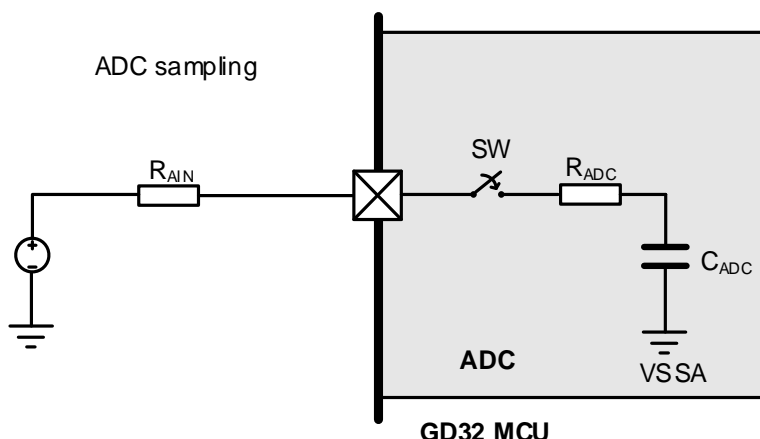 ADC sampling
SW
RAIN
RADC
+
-
CADC
ADC
VSSA
GD32 MCU